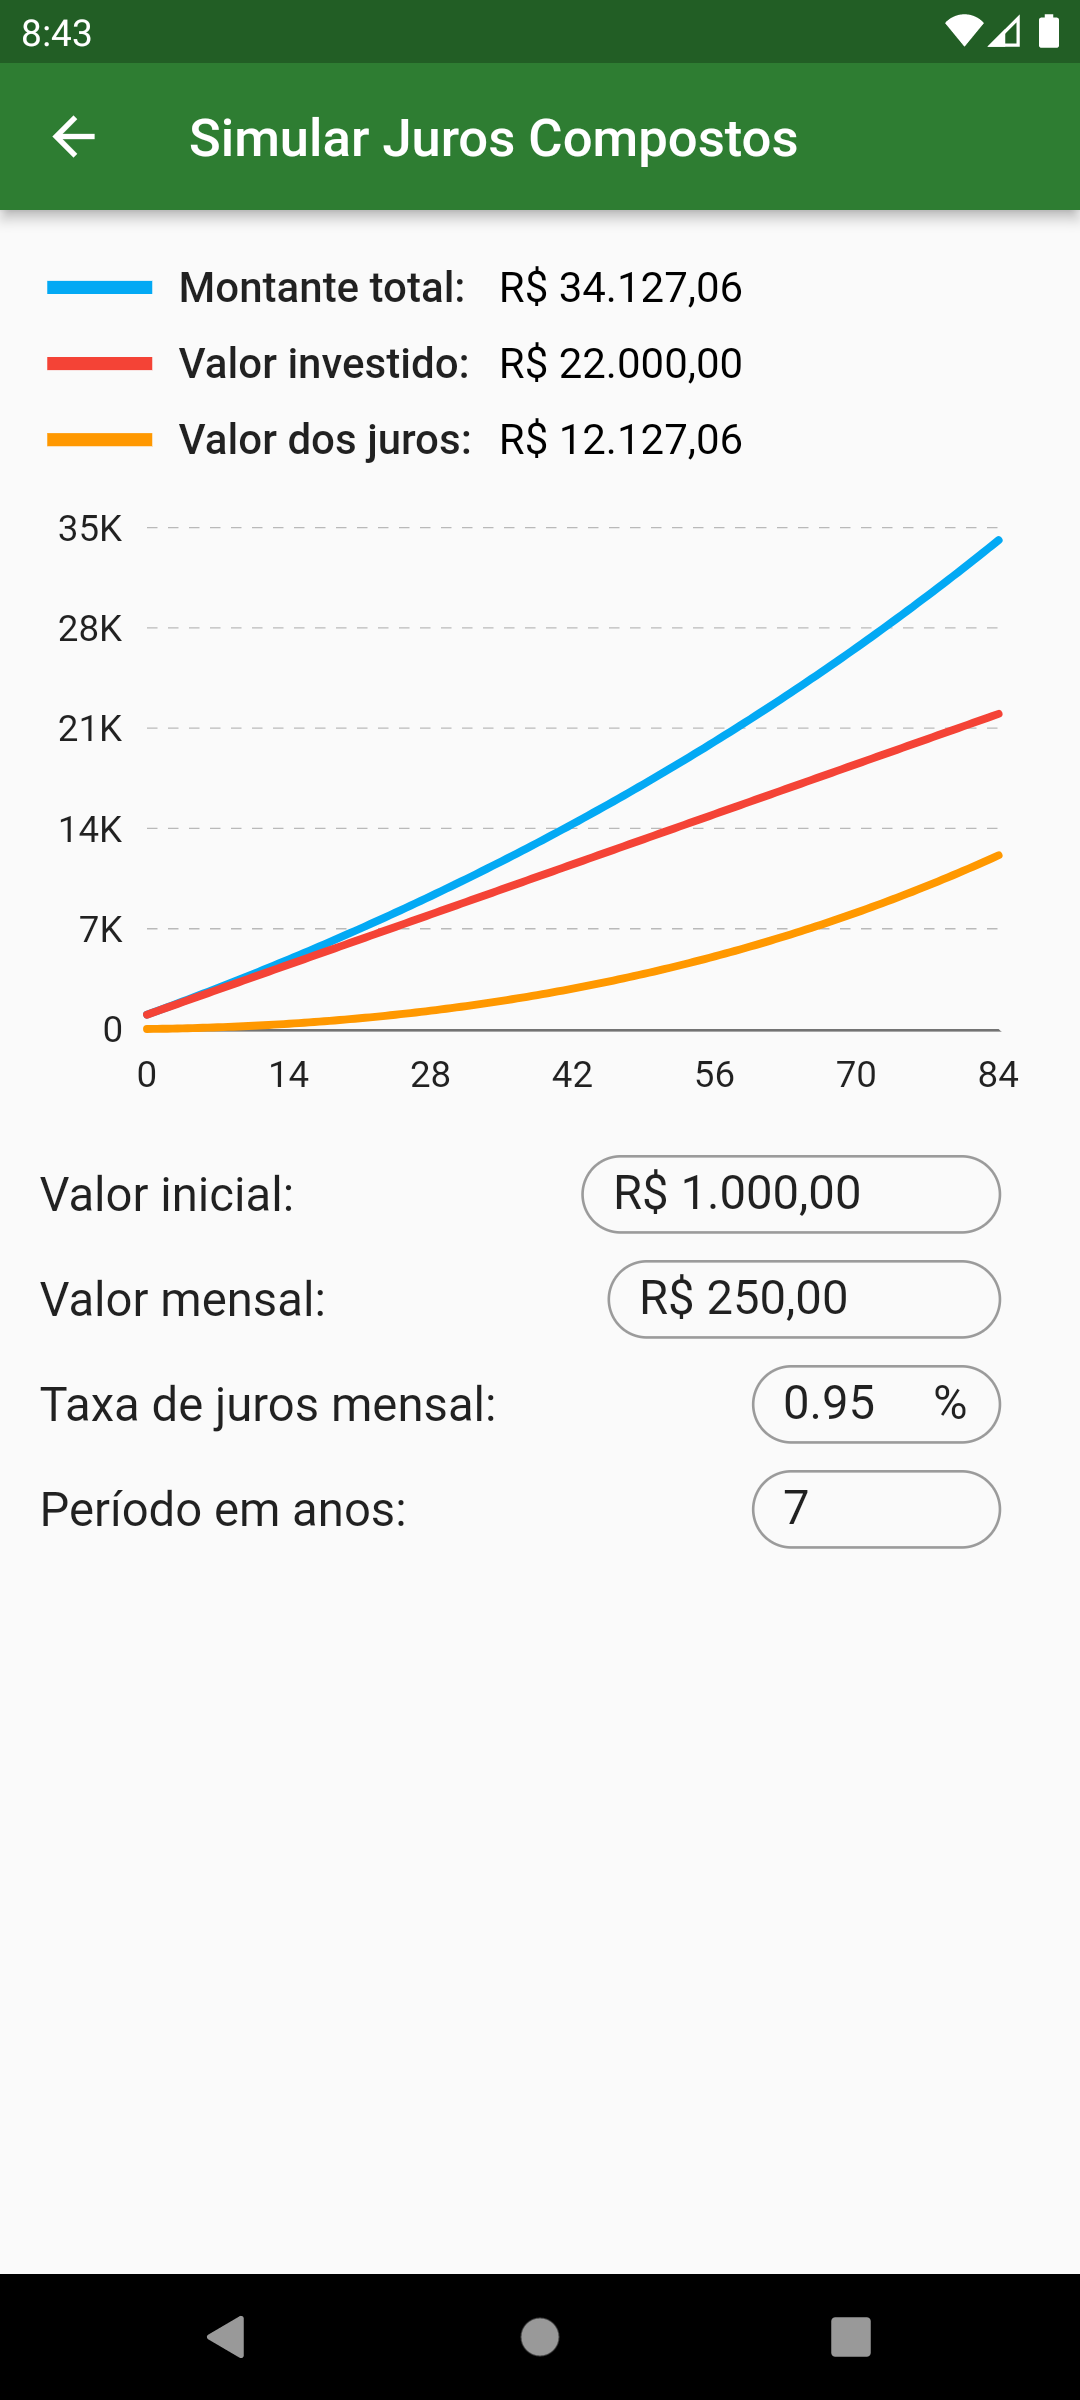 8:43
Simular Juros Compostos
Montante total: R$ 34.127,06
Valor investido: R$ 22.000,00
Valor dos juros: R$ 12.127,06
35K
28K
21K
14K
7K
0
0 14 28 42 56 70 84
Valor inicial: R$ 1.000,00
Valor mensal: R$ 250,00
Taxa de juros mensal: 0.95 %
Período em anos: 7